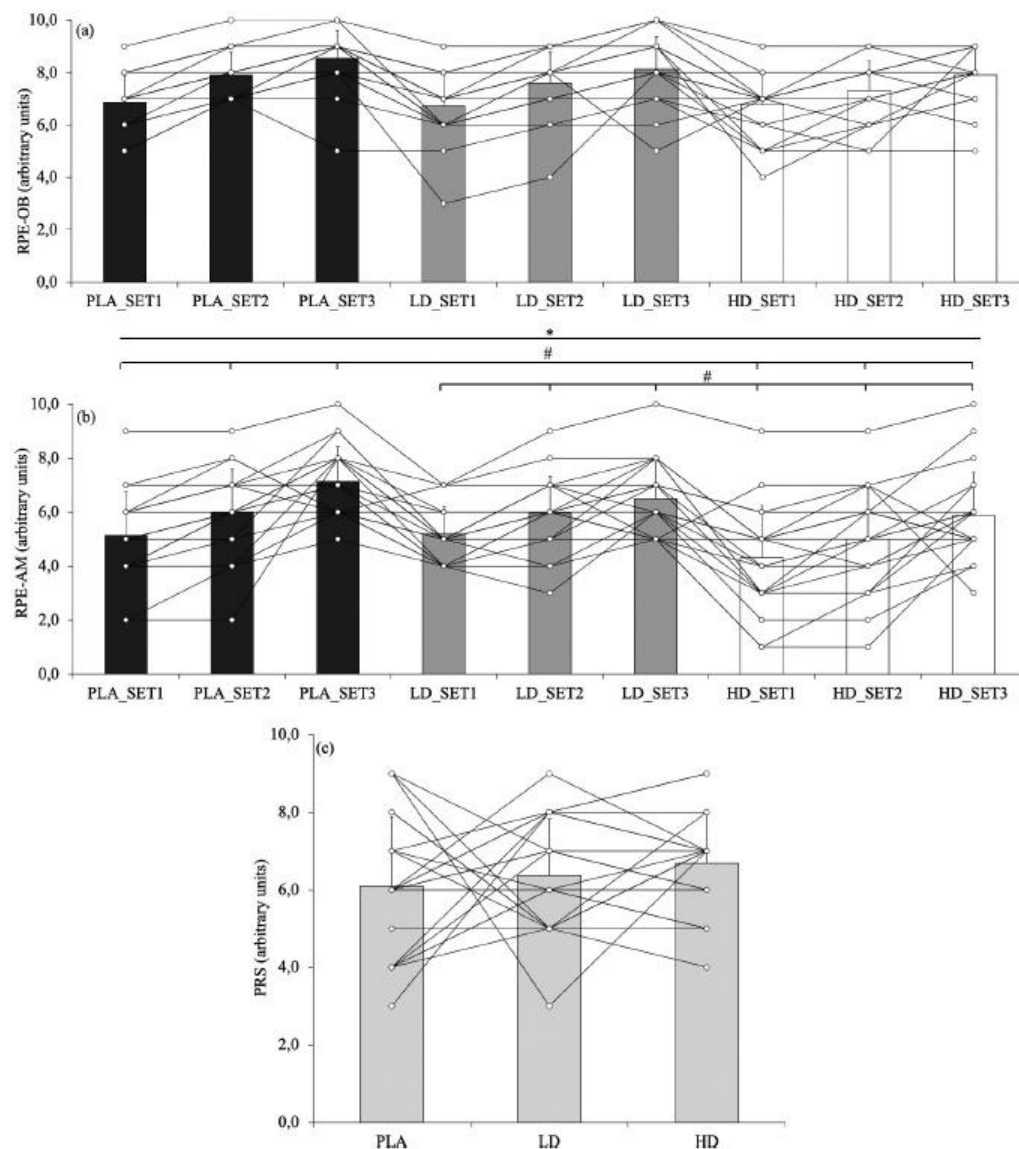 (a)
10,0
8,0
6,0
4,0
2,0
0,0
RPE-OB (arbitrary units)
PLA_SET1 PLA_SET2 PLA_SET3 LD_SET1 LD_SET2 LD_SET3 HD_SET1 HD_SET2 HD_SET3
*
#
#
(b)
10,0
8,0
6,0
4,0
2,0
0,0
RPE-AM (arbitrary units)
PLA_SET1 PLA_SET2 PLA_SET3 LD_SET1 LD_SET2 LD_SET3 HD_SET1 HD_SET2 HD_SET3
(c)
10,0
8,0
6,0
4,0
2,0
0,0
PRS (arbitrary units)
PLA LD HD